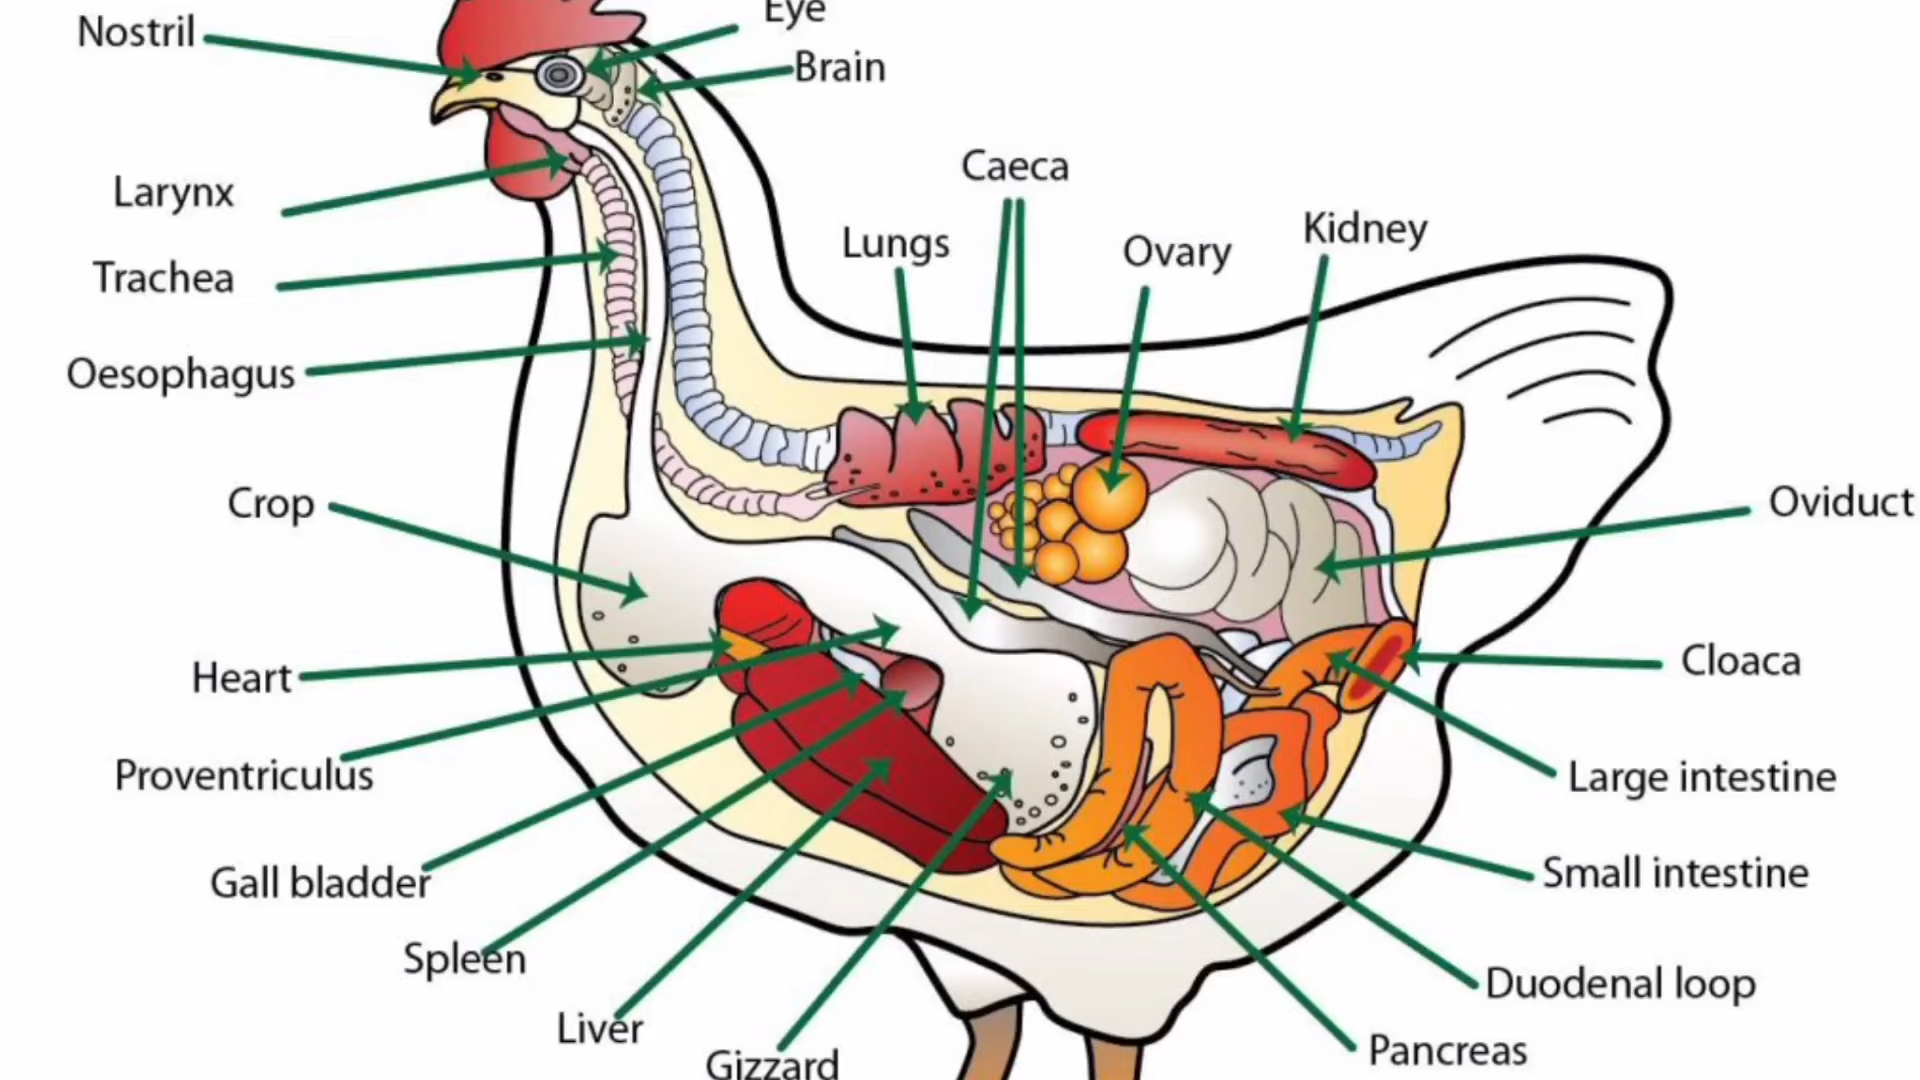 Nostril
Eye
Brain
Larynx
Caeca
Lungs
Ovary
Kidney
Trachea
Oesophagus
Crop
Oviduct
Heart
Cloaca
Proventriculus
Large intestine
Gall bladder
Small intestine
Spleen
Duodenal loop
Liver
Gizzard
Pancreas